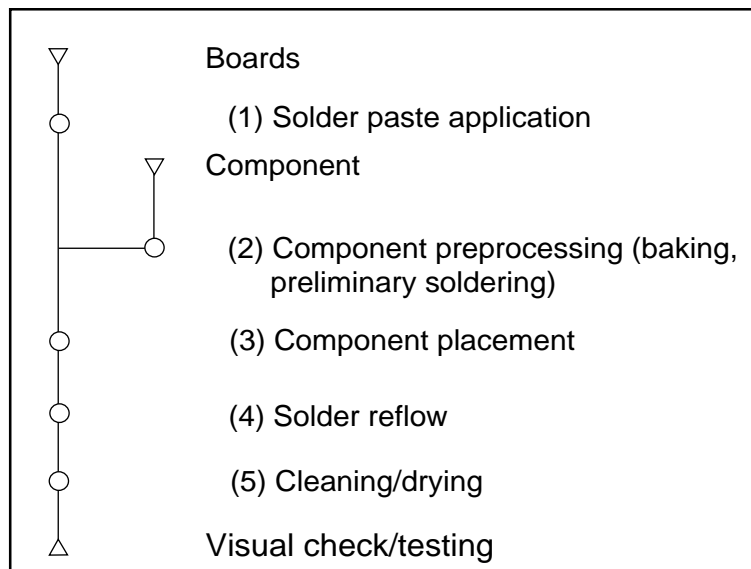 Boards
(1) Solder paste application
Component
(2) Component preprocessing (baking,
preliminary soldering)
(3) Component placement
(4) Solder reflow
(5) Cleaning/drying
Visual check/testing